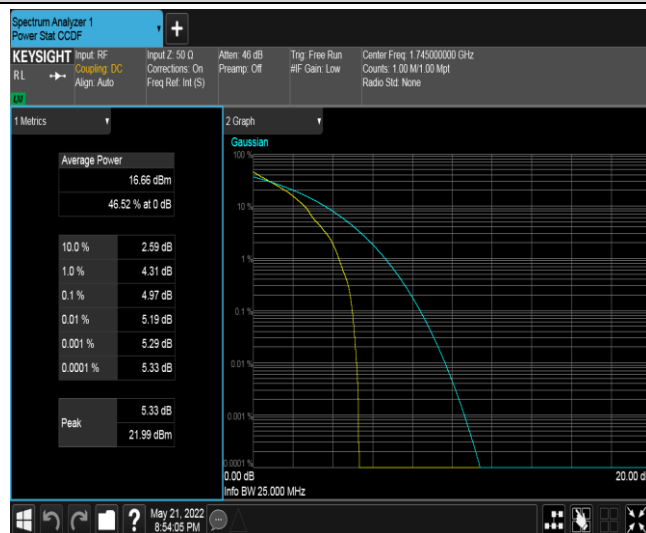 Spectrum Analyzer 1
Power Stat CCDF
+
KEYSIGHT Input: RF Input Z: 50 Ω Atten: 46 dB Trig: Free Run Center Freq: 1.745000000 GHz
RL Coupling: DC Corrections: On Preamp: Off #IF Gain: Low Counts: 1.00 M/1.00 Mpt
Align: Auto Freq Ref: Int (S) Radio Std: None
LXI
1 Metrics
Average Power
16.66 dBm
46.52 % at 0 dB
10.0 % 2.59 dB
1.0 % 4.31 dB
0.1 % 4.97 dB
0.01 % 5.19 dB
0.001 % 5.29 dB
0.0001 % 5.33 dB
Peak
5.33 dB
21.99 dBm
2 Graph
Gaussian
100 %
10 %
1 %
0.1 %
0.01 %
0.001 %
0.0001 %
0.00 dB 20.00 d
Info BW 25.000 MHz
? May 21, 2022
8:54:05 PM